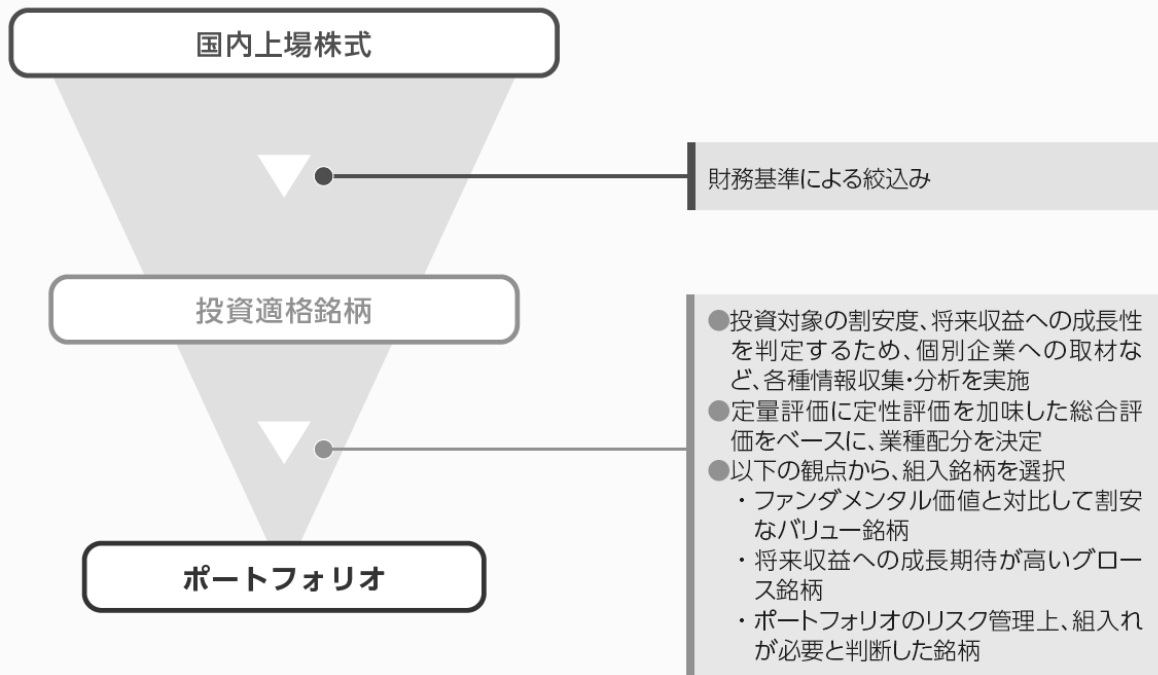 国内上場株式
財務基準による絞込み
投資適格銘柄
●投資対象の割安度、将来収益への成長性
を判定するため、個別企業への取材な
ど、各種情報収集・分析を実施
●定量評価に定性評価を加味した総合評
価をベースに、業種配分を決定
●以下の観点から、組入銘柄を選択
・ファンダメンタル価値と対比して割安
なバリュー銘柄
・将来収益への成長期待が高いグロー
ス銘柄
・ポートフォリオのリスク管理上、組入れ
が必要と判断した銘柄
ポートフォリオ